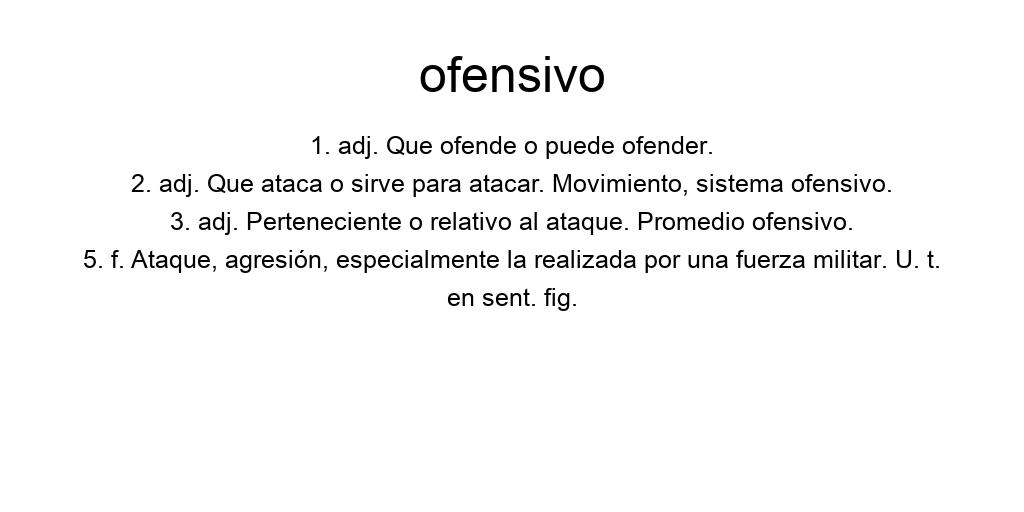 ofensivo
1. adj. Que ofende o puede ofender.
2. adj. Que ataca o sirve para atacar. Movimiento, sistema ofensivo.
3. adj. Perteneciente o relativo al ataque. Promedio ofensivo.
5. f. Ataque, agresión, especialmente la realizada por una fuerza militar. U. t.
en sent. fig.